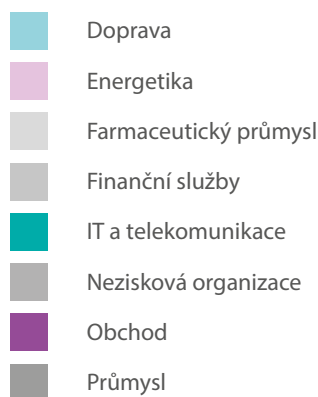 Doprava
Energetika
Farmaceutický průmysl
Finanční služby
IT a telekomunikace
Nezisková organizace
Obchod
Průmysl